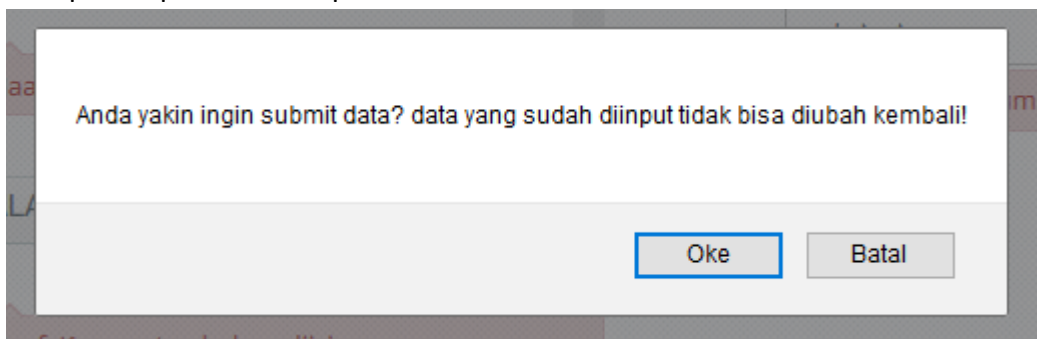 Anda yakin ingin submit data? data yang sudah diinput tidak bisa diubah kembali!
Oke
Batal